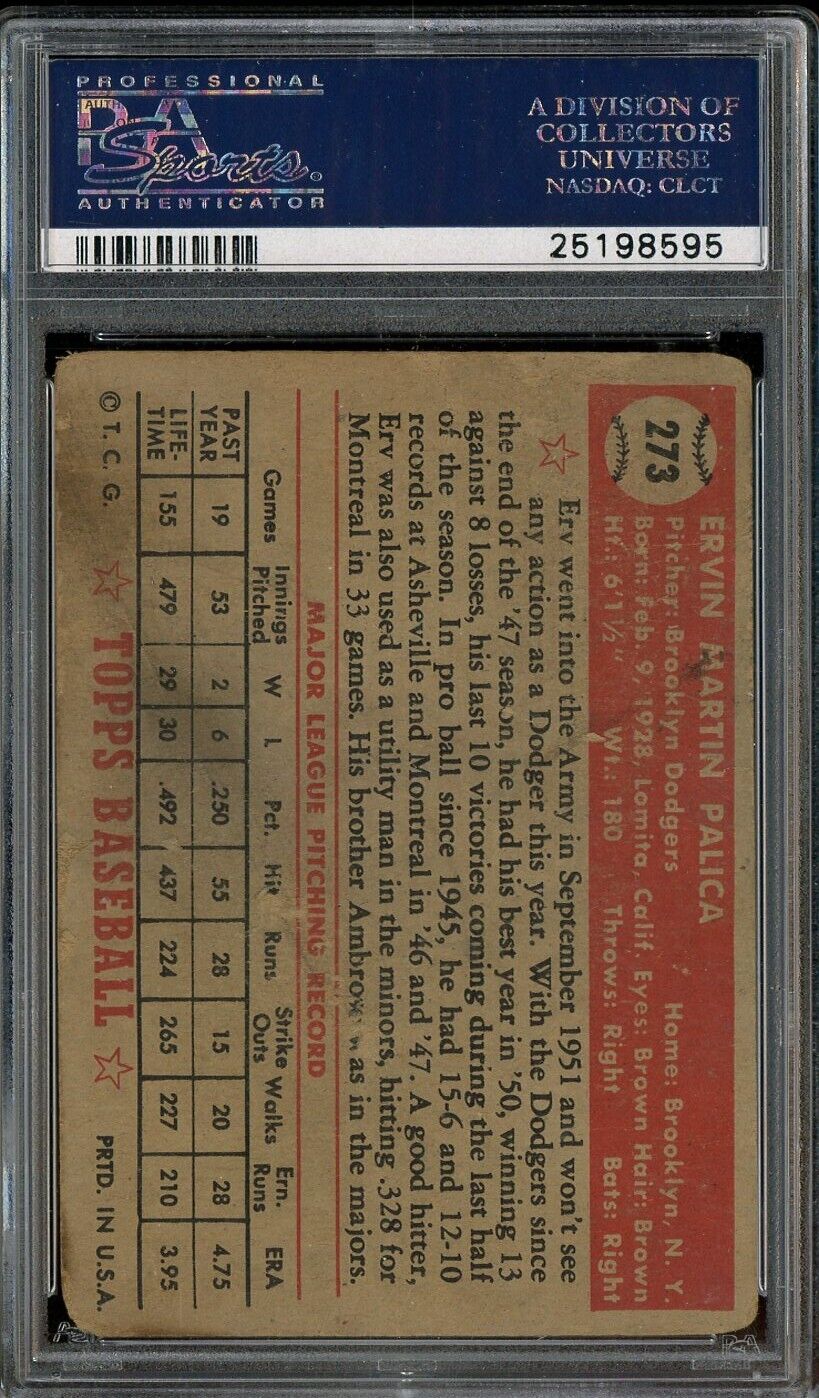 PROFESSIONAL
AUTH
PSA
Sports®
AUTHENTICATOR
A DIVISION OF
COLLECTORS
UNIVERSE
NASDAQ: CLCT
25198595
273
ERVIN MARTIN PALICA
Pitcher: Brooklyn Dodgers Home: Brooklyn, N. Y.
Born: Feb. 9, 1928, Lomita, Calif. Eyes: Brown Hair: Brown
Ht.: 6'1½" Wt.: 180 Throws: Right Bats: Right
Erv went into the Army in September 1951 and won't see
any action as a Dodger this year. With the Dodgers since
the end of the '47 season, he had his best year in '50, winning 13
against 8 losses, his last 10 victories coming during the last half
of the season. In pro ball since 1945, he had 15-6 and 12-10
records at Asheville and Montreal in '46 and '47. A good hitter,
Erv was also used as a utility man in the minors, hitting .328 for
Montreal in 33 games. His brother Ambrose was in the majors.
MAJOR LEAGUE PITCHING RECORD
Games Innings Pitched W L Pct. Hit Runs Strike Outs Walks Ern. Runs ERA
PAST YEAR 19 53 2 6 .250 55 28 15 20 28 4.75
LIFE-TIME 155 479 29 30 .492 437 224 265 227 210 3.95
© T. C. G. TOPPS BASEBALL PRTD. IN U.S.A.